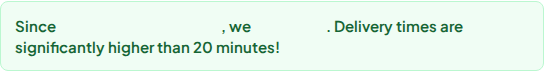 Since , we . Delivery times are
significantly higher than 20 minutes!